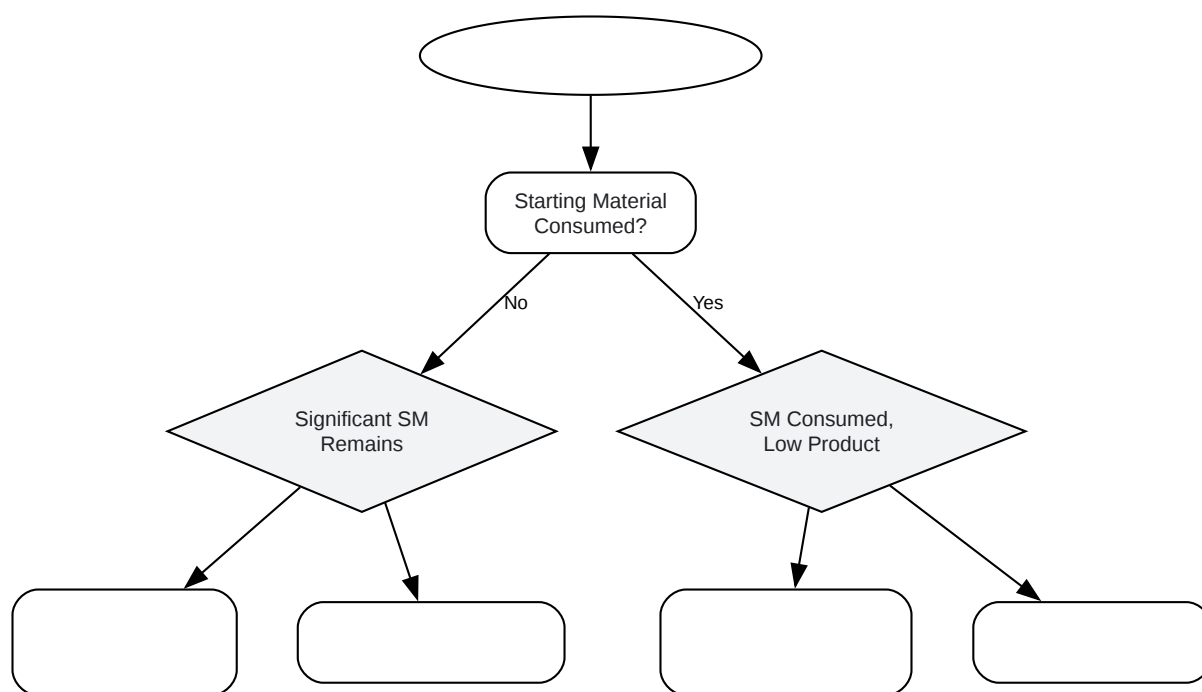 Starting Material
Consumed?
No
Yes
Significant SM
Remains
SM Consumed,
Low Product